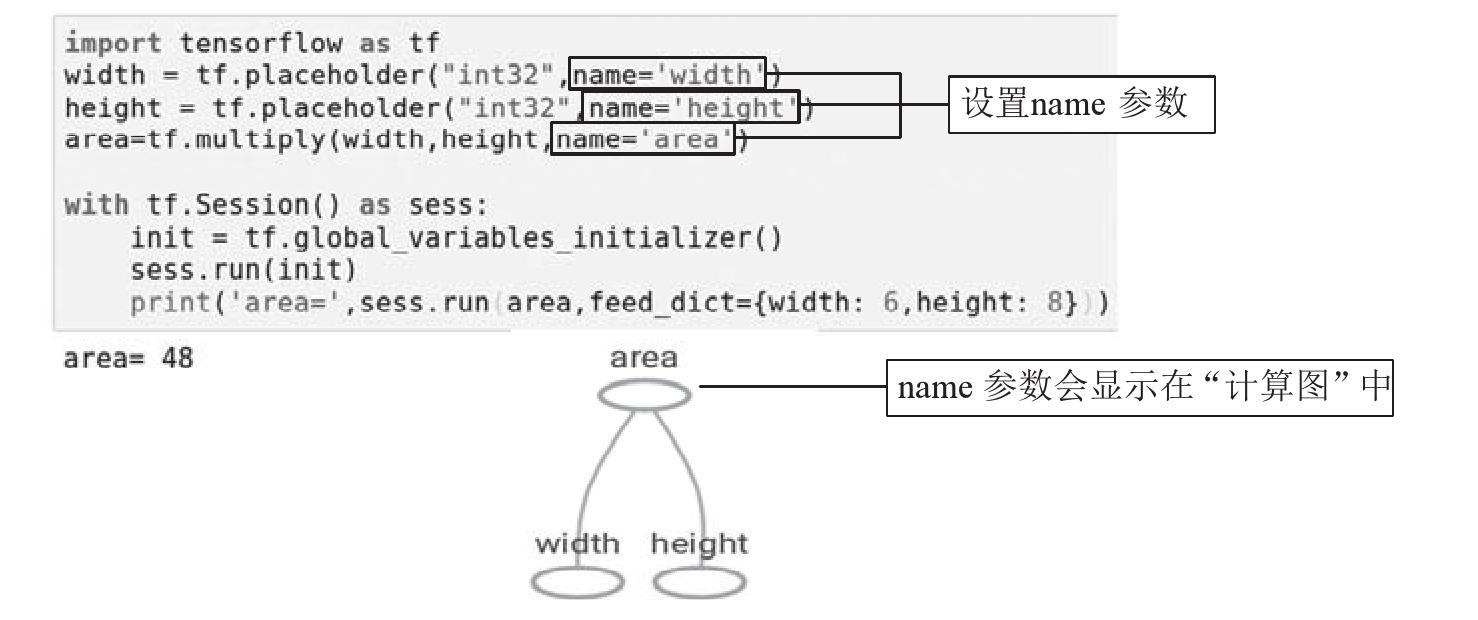 import tensorflow as tf
width = tf.placeholder("int32",name='width')
height = tf.placeholder("int32",name='height')
area=tf.multiply(width,height,name='area')
设置name 参数
with tf.Session() as sess:
    init = tf.global_variables_initializer()
    sess.run(init)
    print('area=',sess.run(area,feed_dict={width: 6,height: 8}))
area= 48
area
name 参数会显示在“计算图”中
width height